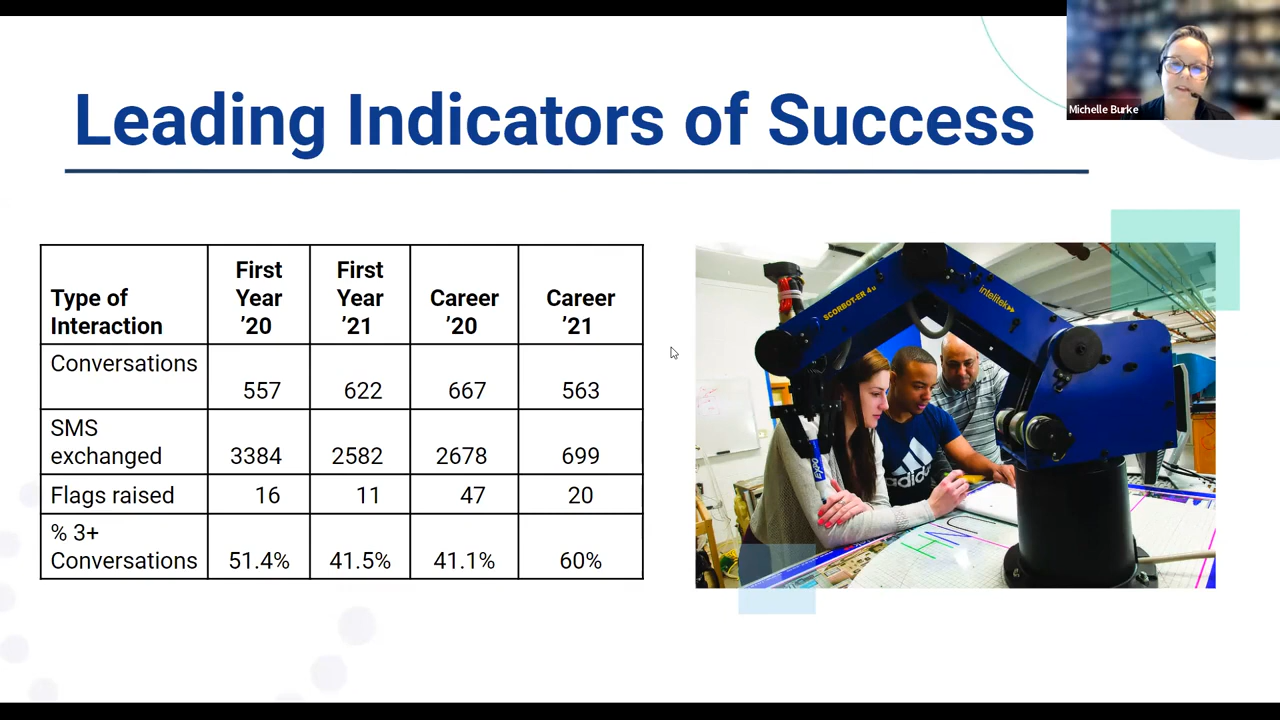 Leading Indicators of Success
Michelle Burke
Type of Interaction First Year ’20 First Year ’21 Career ’20 Career ’21
Conversations 557 622 667 563
SMS exchanged 3384 2582 2678 699
Flags raised 16 11 47 20
% 3+ Conversations 51.4% 41.5% 41.1% 60%
SCORBOT-ER 4u
intelitek
EXPO
adidas